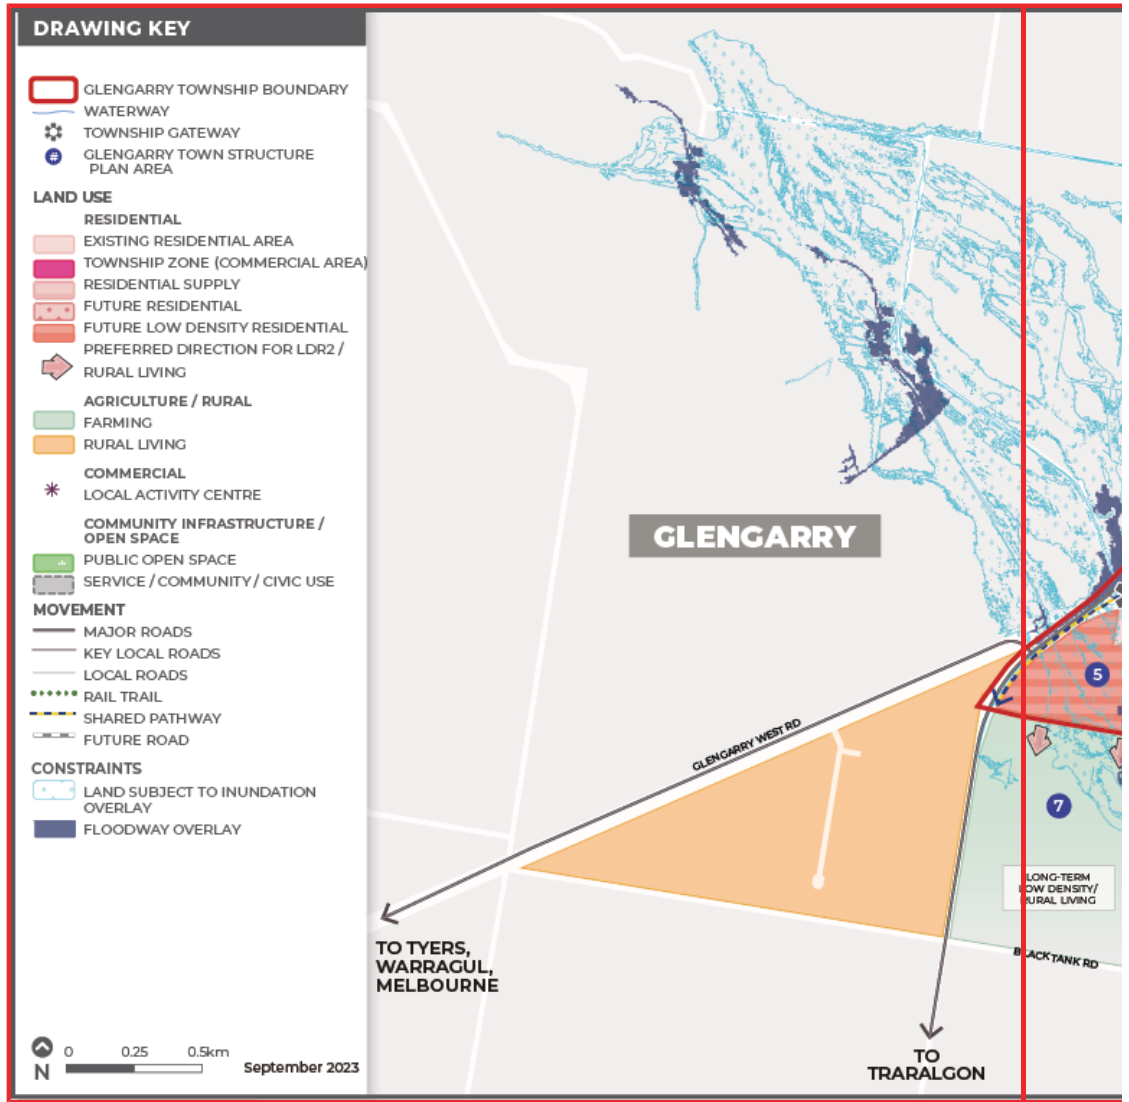 DRAWING KEY
GLENGARRY TOWNSHIP BOUNDARY
WATERWAY
TOWNSHIP GATEWAY
#
GLENGARRY TOWN STRUCTURE
PLAN AREA
LAND USE
RESIDENTIAL
EXISTING RESIDENTIAL AREA
TOWNSHIP ZONE (COMMERCIAL AREA)
RESIDENTIAL SUPPLY
FUTURE RESIDENTIAL
FUTURE LOW DENSITY RESIDENTIAL
PREFERRED DIRECTION FOR LDR2 /
RURAL LIVING
AGRICULTURE / RURAL
FARMING
RURAL LIVING
COMMERCIAL
LOCAL ACTIVITY CENTRE
COMMUNITY INFRASTRUCTURE /
OPEN SPACE
PUBLIC OPEN SPACE
SERVICE / COMMUNITY / CIVIC USE
MOVEMENT
MAJOR ROADS
KEY LOCAL ROADS
LOCAL ROADS
RAIL TRAIL
SHARED PATHWAY
FUTURE ROAD
CONSTRAINTS
LAND SUBJECT TO INUNDATION
OVERLAY
FLOODWAY OVERLAY
N
0 0.25 0.5km
September 2023
GLENGARRY
5
GLENGARRY WEST RD
7
LONG-TERM
LOW DENSITY/
RURAL LIVING
BLACK TANK RD
TO TYERS,
WARRAGUL,
MELBOURNE
TO
TRARALGON